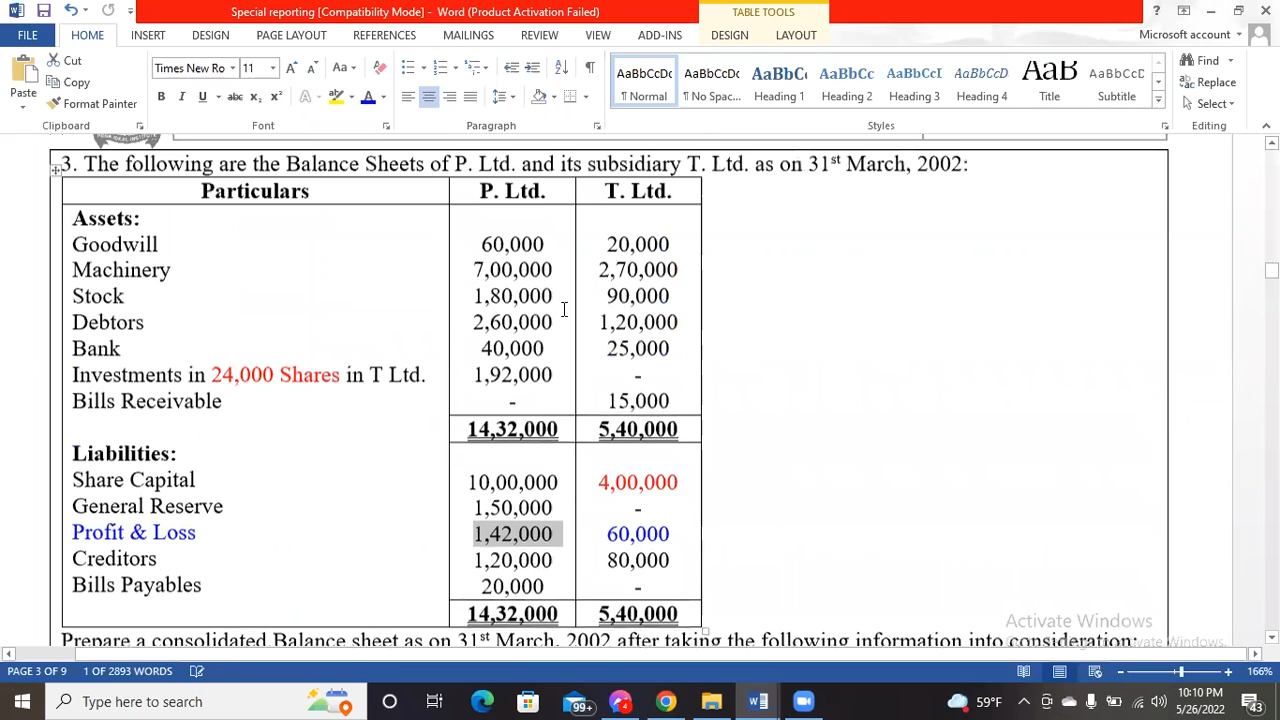 Special reporting [Compatibility Mode] - Word (Product Activation Failed)
TABLE TOOLS
FILE HOME INSERT DESIGN PAGE LAYOUT REFERENCES MAILINGS REVIEW VIEW ADD-INS DESIGN LAYOUT Microsoft account
Cut
Copy
Format Painter
Paste
Times New Ro 11
AaBbCcDc AaBbCcDc AaBbC AaBbCc AaBbCcI AaBbCcD AaB AaBbCcD
¶ Normal ¶ No Spac... Heading 1 Heading 2 Heading 3 Heading 4 Title Subtitle
Find
Replace
Select
Clipboard Font Paragraph Styles Editing
3. The following are the Balance Sheets of P. Ltd. and its subsidiary T. Ltd. as on 31st March, 2002:
Particulars P. Ltd. T. Ltd.
Assets:
Goodwill 60,000 20,000
Machinery 7,00,000 2,70,000
Stock 1,80,000 90,000
Debtors 2,60,000 1,20,000
Bank 40,000 25,000
Investments in 24,000 Shares in T Ltd. 1,92,000 -
Bills Receivable - 15,000
14,32,000 5,40,000
Liabilities:
Share Capital 10,00,000 4,00,000
General Reserve 1,50,000 -
Profit & Loss 1,42,000 60,000
Creditors 1,20,000 80,000
Bills Payables 20,000 -
14,32,000 5,40,000
Prepare a consolidated Balance sheet as on 31st March, 2002 after taking the following information into consideration:
Activate Windows
PAGE 3 OF 9 1 OF 2893 WORDS 166%
Type here to search
99+
4
59°F
10:10 PM
5/26/2022
43